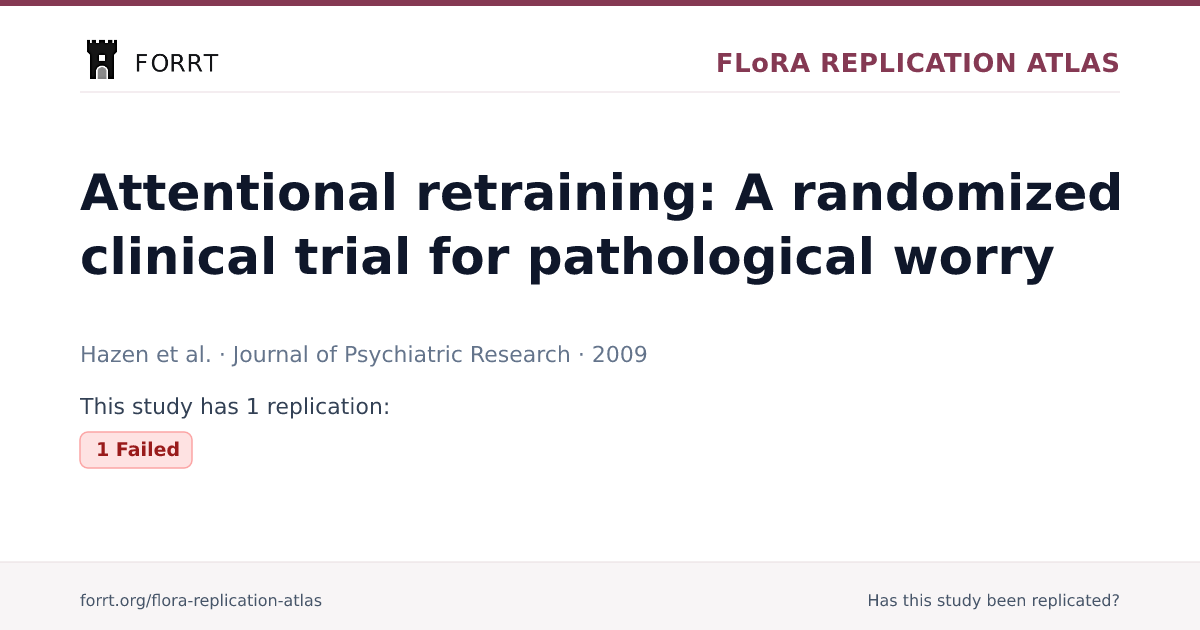 FORRT
FLoRA REPLICATION ATLAS
Attentional retraining: A randomized
clinical trial for pathological worry
Hazen et al. · Journal of Psychiatric Research · 2009
This study has 1 replication:
1 Failed
forrt.org/flora-replication-atlas
Has this study been replicated?